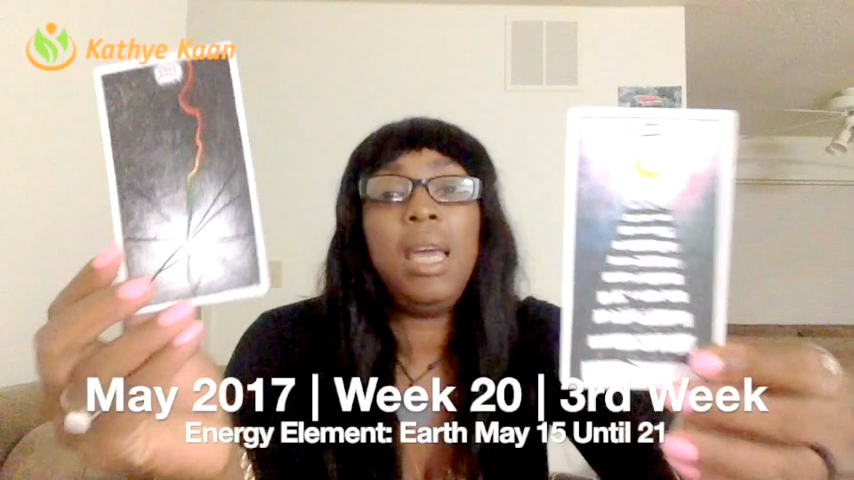 Kathye Kaan
May 2017 | Week 20 | 3rd Week
Energy Element: Earth May 15 Until 21